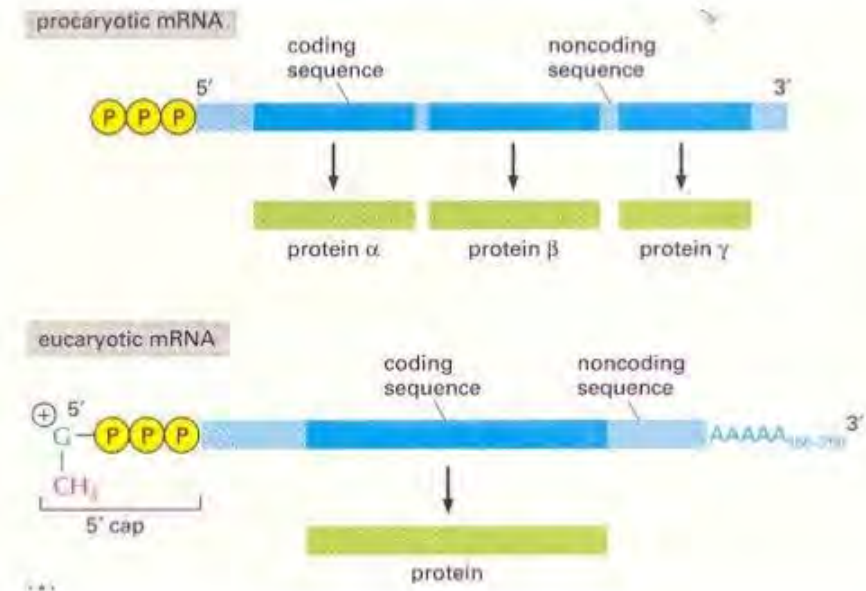 procaryotic mRNA
coding
sequence
noncoding
sequence
5′
3′
P P P
protein α
protein β
protein γ
eucaryotic mRNA
coding
sequence
noncoding
sequence
+
5′
3′
G P P P
AAAAA
CH3
5′ cap
protein